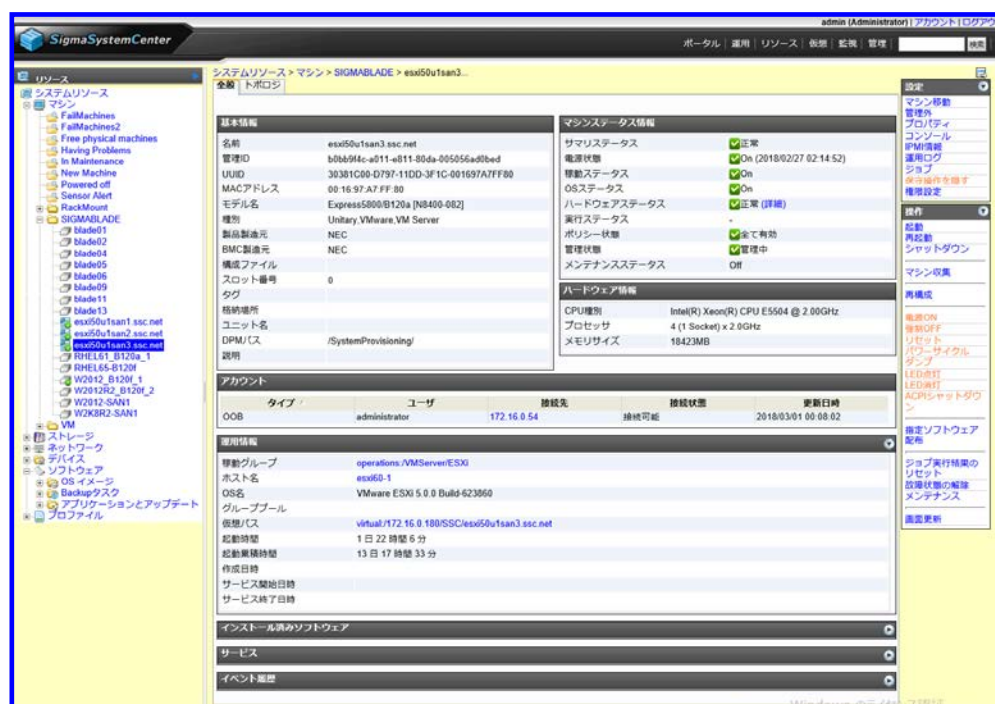 admin (Administrator) | アカウント | ログアウ
SigmaSystemCenter
ポータル | 運用 | リソース | 仮想 | 監視 | 管理 | 検索
リソース
システムリソース
マシン
FailMachines
FailMachines2
Free physical machines
Having Problems
In Maintenance
New Machine
Powered off
Sensor Alert
RackMount
SIGMABLADE
blade01
blade02
blade04
blade05
blade06
blade09
blade11
blade13
esxi50u1san1.ssc.net
esxi50u1san2.ssc.net
esxi50u1san3.ssc.net
RHEL61_B120a_1
RHEL65-B120f
W2012_B120f_1
W2012R2_B120f_2
W2012-SAN1
W2K8R2-SAN1
VM
ストレージ
ネットワーク
デバイス
ソフトウェア
OS イメージ
Backupタスク
アプリケーションとアップデート
プロファイル
システムリソース > マシン > SIGMABLADE > esxi50u1san3...
全般 トポロジ
基本情報
名前 esxi50u1san3.ssc.net
管理ID b0bb9f4c-a011-e811-80da-005056ad0bed
UUID 30381C00-D797-11DD-3F1C-001697A7FF80
MACアドレス 00:16:97:A7:FF:80
モデル名 Express5800/B120a [N8400-082]
種別 Unitary,VMware,VM Server
製品製造元 NEC
BMC製造元 NEC
構成ファイル
スロット番号 0
タグ
格納場所
ユニット名
DPMパス /SystemProvisioning/
説明
マシンステータス情報
サマリステータス 正常
電源状態 On (2018/02/27 02:14:52)
稼動ステータス On
OSステータス On
ハードウェアステータス 正常 (詳細)
実行ステータス -
ポリシー状態 全て有効
管理状態 管理中
メンテナンスステータス Off
ハードウェア情報
CPU種別 Intel(R) Xeon(R) CPU E5504 @ 2.00GHz
プロセッサ 4 (1 Socket) x 2.0GHz
メモリサイズ 18423MB
アカウント
タイプ ユーザ 接続先 接続状態 更新日時
OOB administrator 172.16.0.54 接続可能 2018/03/01 00:08:02
運用情報
稼動グループ operations:/VMServer/ESXi
ホスト名 esxi60-1
OS名 VMware ESXi 5.0.0 Build-623860
グループプール
仮想パス virtual:/172.16.0.180/SSC/esxi50u1san3.ssc.net
起動時間 1 日 22 時間 6 分
起動累積時間 13 日 17 時間 33 分
作成日時
サービス開始日時
サービス終了日時
インストール済みソフトウェア
サービス
イベント履歴
設定
マシン移動
管理外
プロパティ
コンソール
IPMI情報
運用ログ
ジョブ
保守操作を隠す
権限設定
操作
起動
再起動
シャットダウン
マシン収集
再構成
電源ON
強制OFF
リセット
パワーサイクル
ダンプ
LED点灯
LED消灯
ACPIシャットダウ
ン
指定ソフトウェア
配布
ジョブ実行結果の
リセット
故障状態の解除
メンテナンス
画面更新